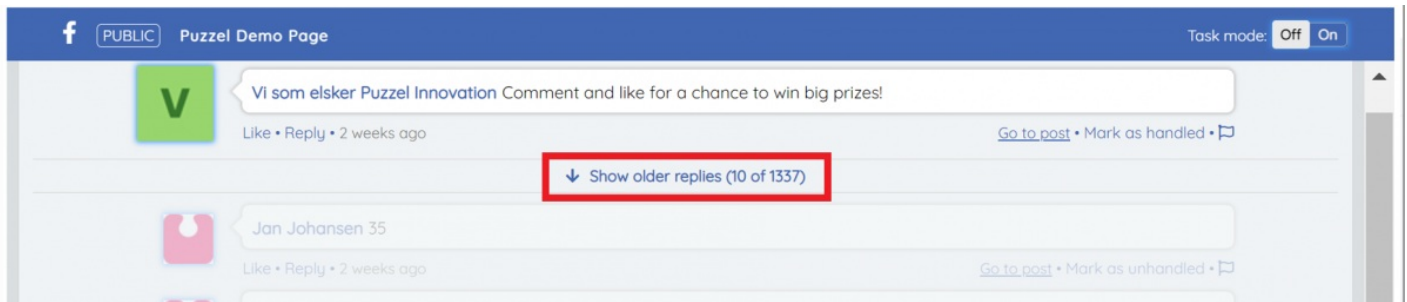 f PUBLIC Puzzel Demo Page Task mode: Off On
V
Vi som elsker Puzzel Innovation Comment and like for a chance to win big prizes!
Like • Reply • 2 weeks ago Go to post • Mark as handled •
Show older replies (10 of 1337)
Jan Johansen 35
Like • Reply • 2 weeks ago Go to post • Mark as unhandled •